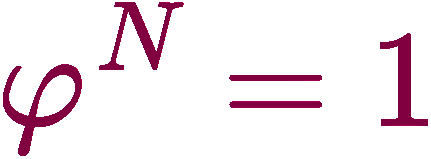 φ^N = 1